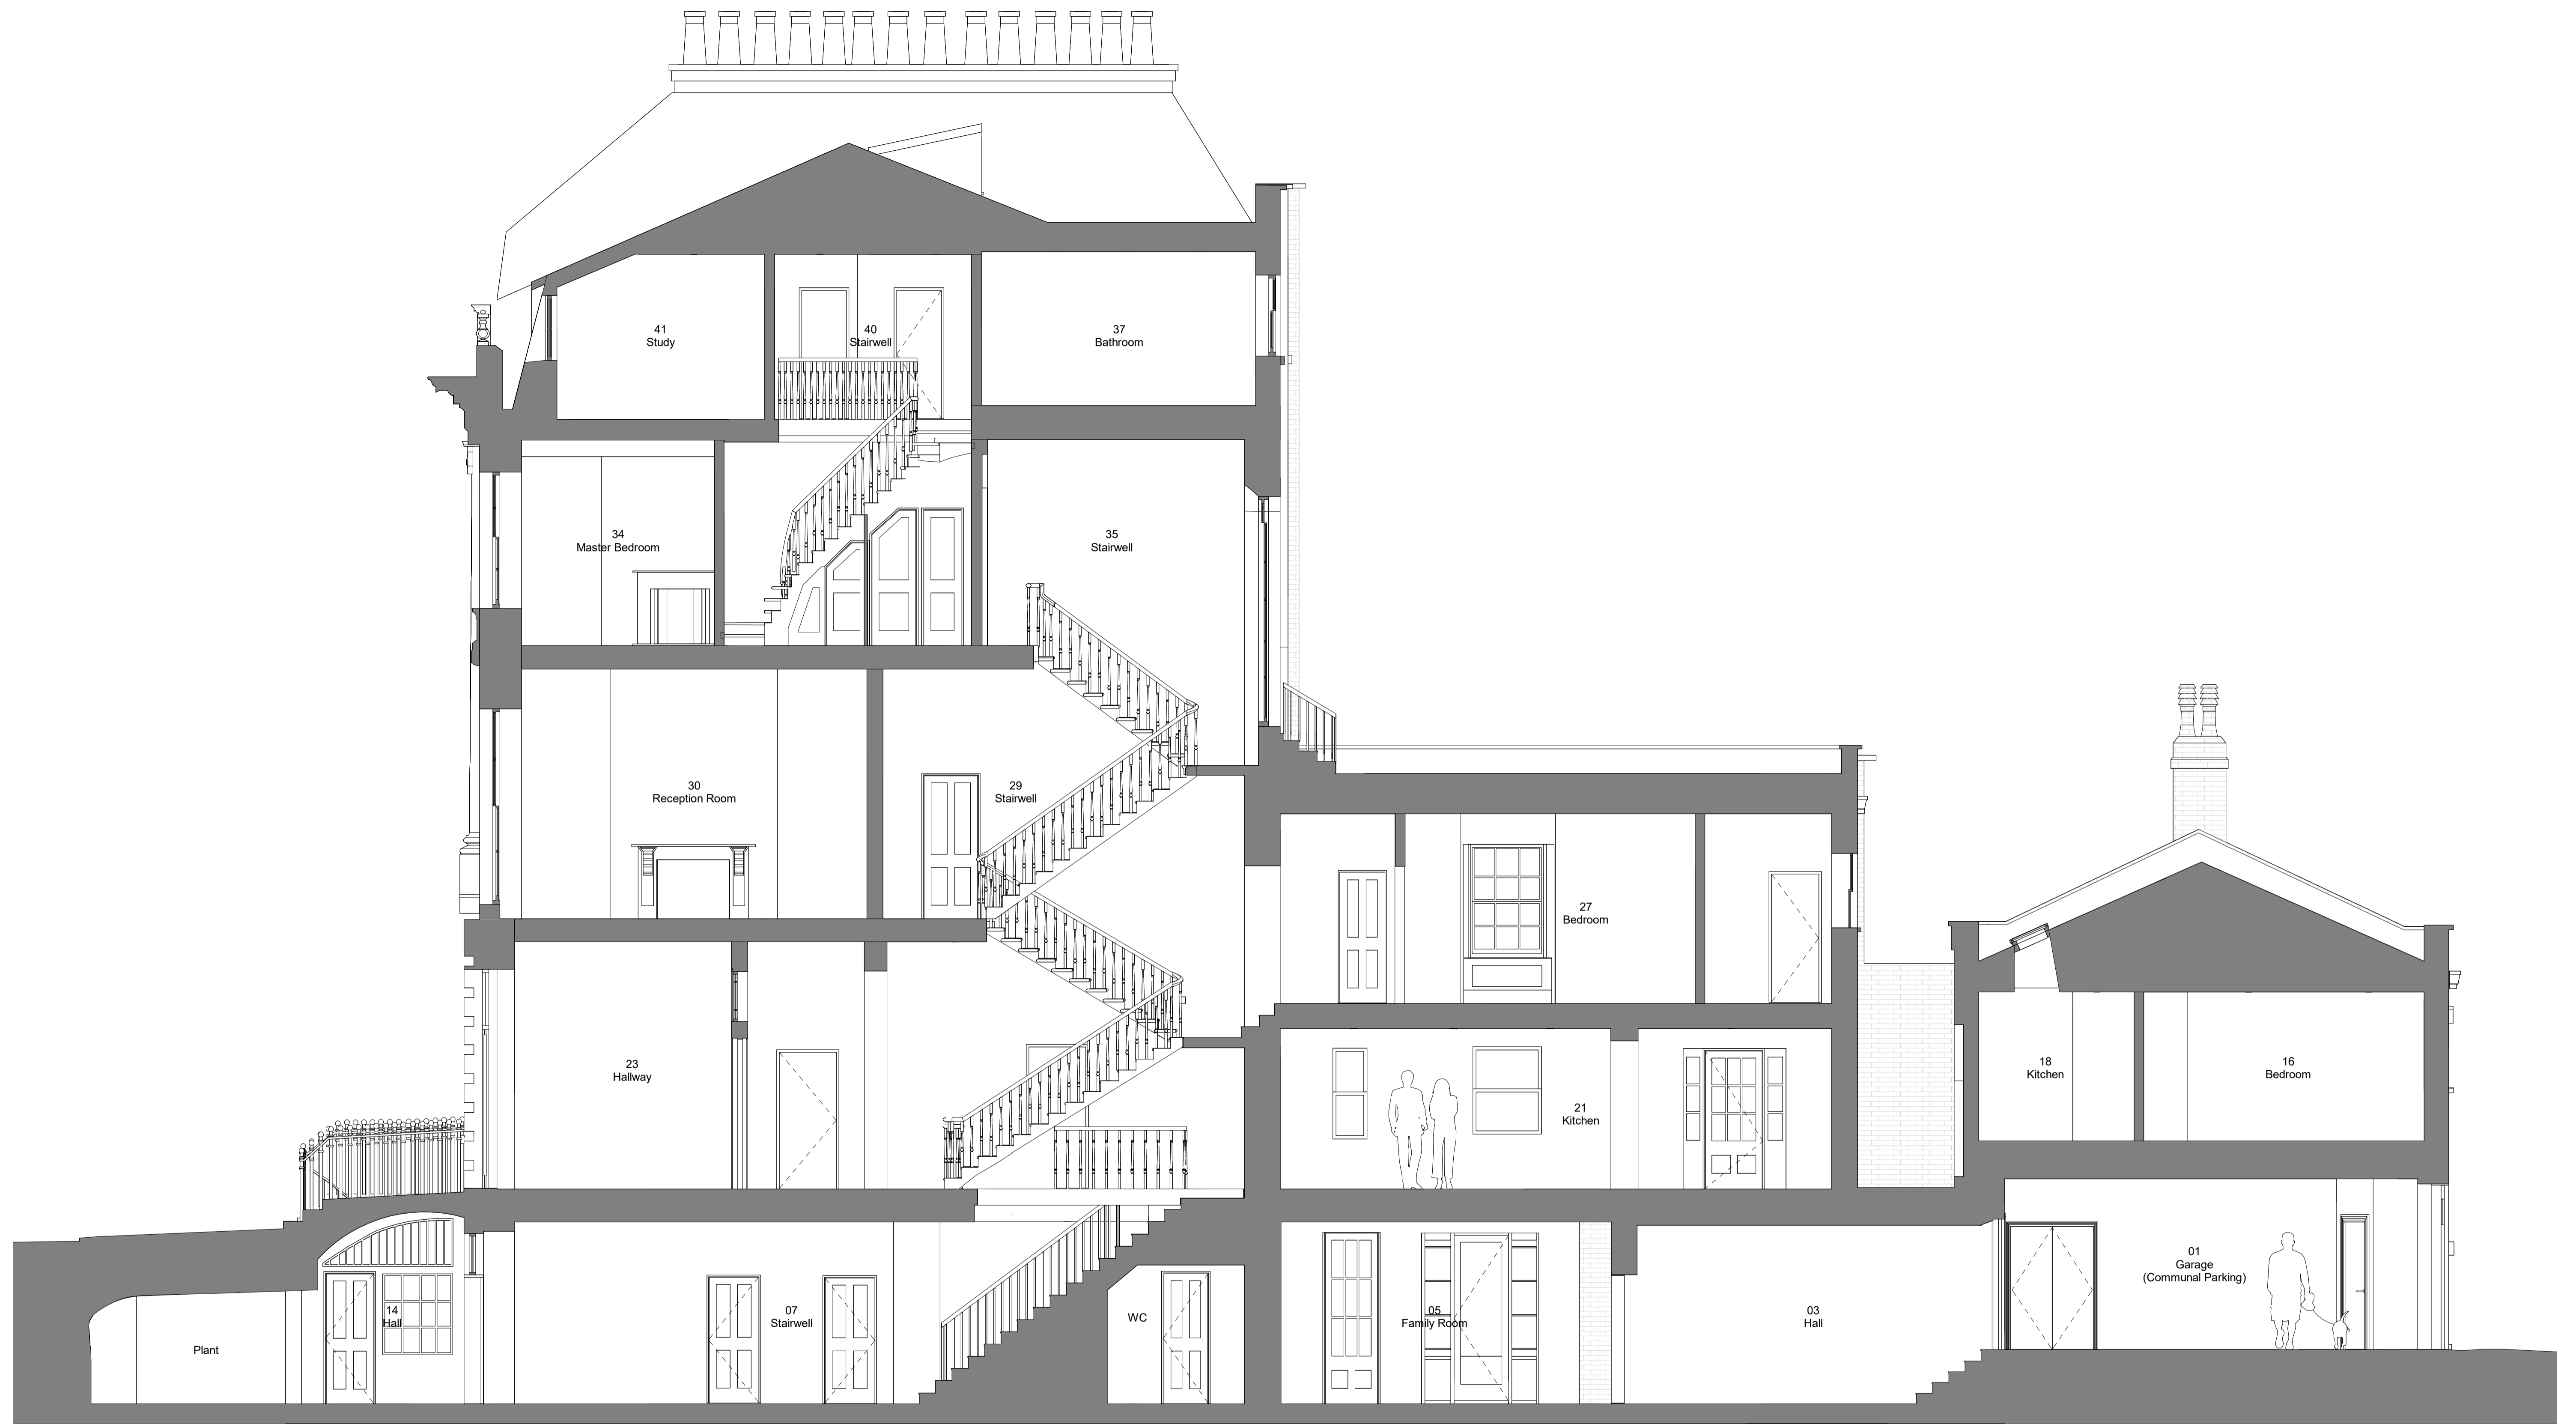 41
Study
40
Stairwell
37
Bathroom
34
Master Bedroom
35
Stairwell
30
Reception Room
29
Stairwell
27
Bedroom
23
Hallway
21
Kitchen
18
Kitchen
16
Bedroom
Plant
14
Hall
07
Stairwell
WC
05
Family Room
03
Hall
01
Garage
(Communal Parking)